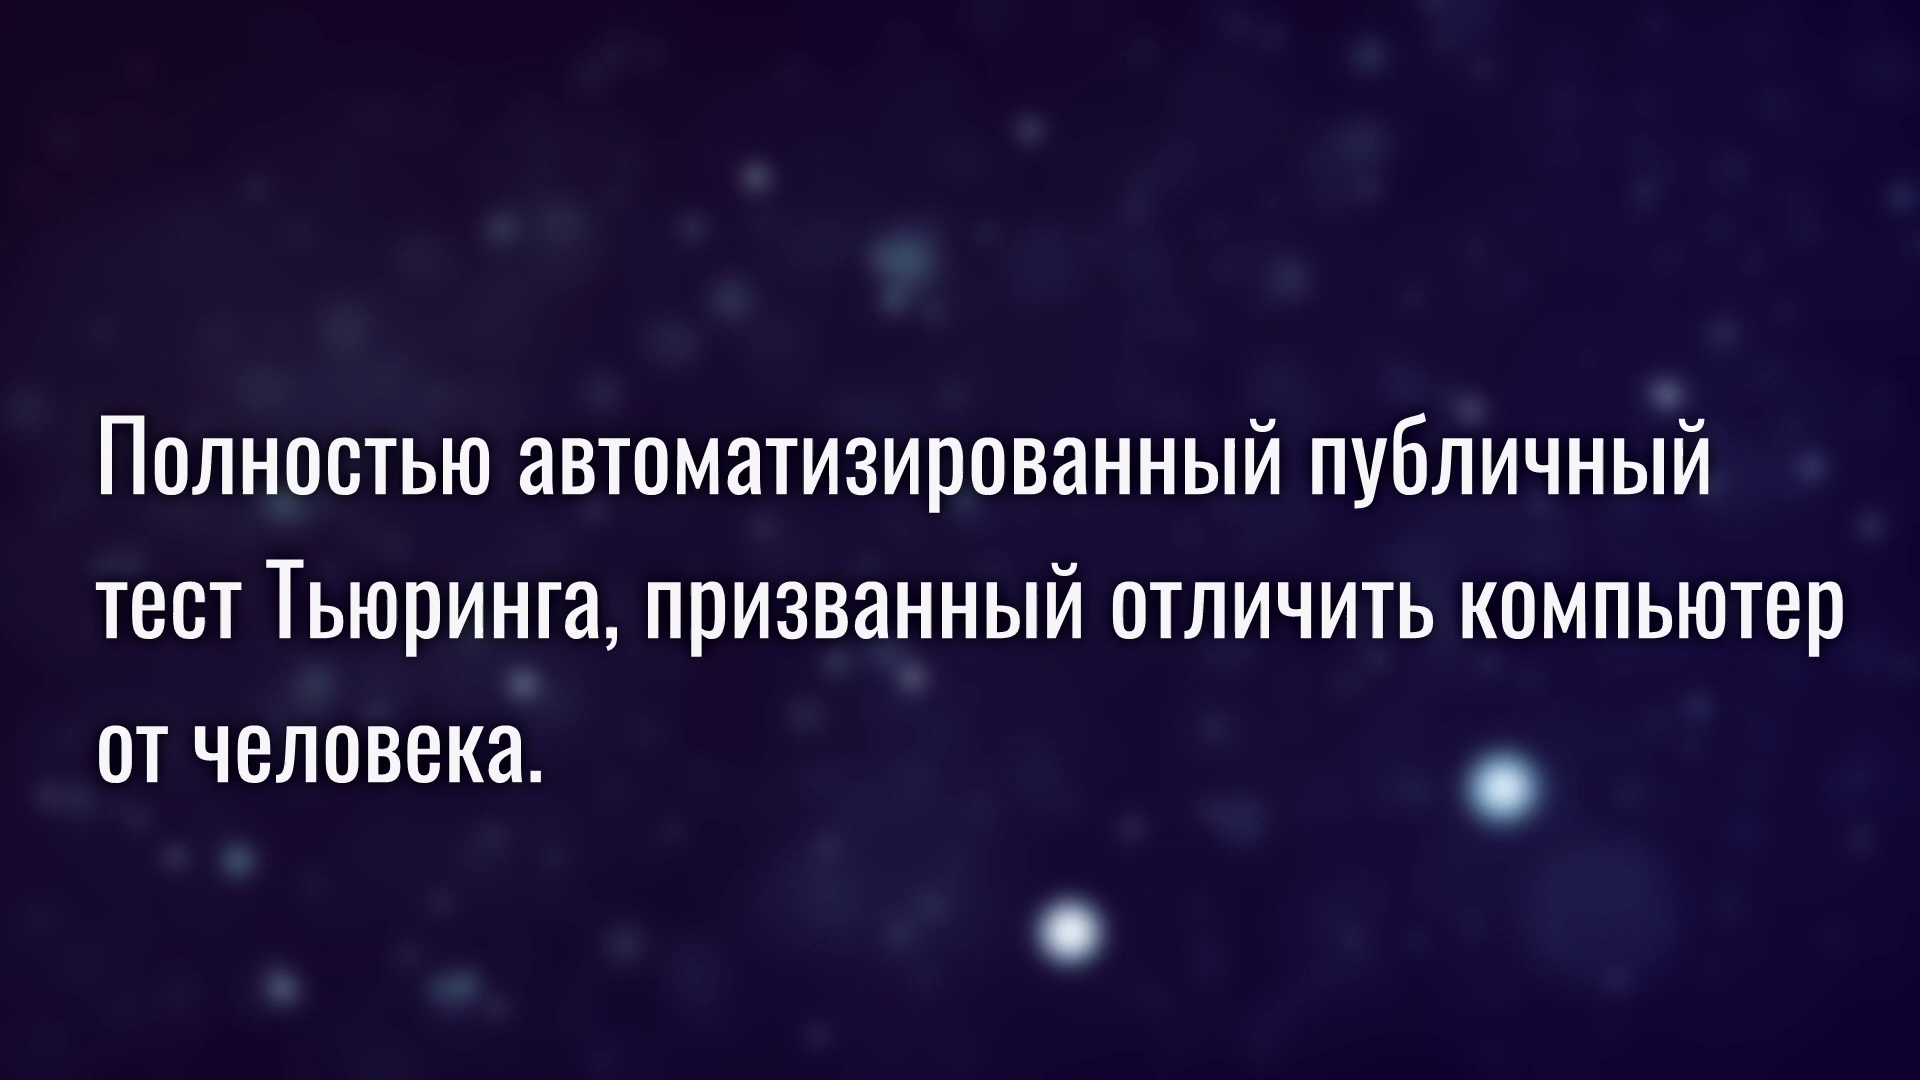 Полностью автоматизированный публичный
тест Тьюринга, призванный отличить компьютер
от человека.